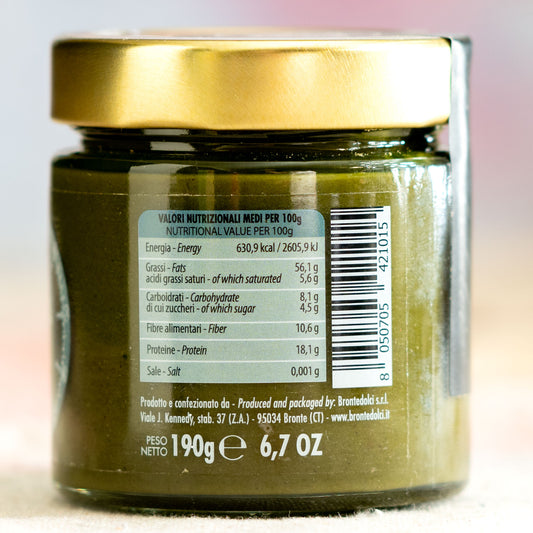 VALORI NUTRIZIONALI MEDI PER 100g
NUTRITIONAL VALUE PER 100g
Energia - Energy 630,9 kcal / 2605,9 kJ
Grassi - Fats 56,1 g
acidi grassi saturi - of which saturated 5,6 g
Carboidrati - Carbohydrate 8,1 g
di cui zuccheri - of which sugar 4,5 g
Fibre alimentari - Fiber 10,6 g
Proteine - Protein 18,1 g
Sale - Salt 0,001 g
8 050705 421015
Prodotto e confezionato da - Produced and packaged by: Brontedolci s.r.l.
Viale J. Kennedy, stab. 37 (Z.A.) - 95034 Bronte (CT) - www.brontedolci.it
PESO
NETTO 190g ℮ 6,7 OZ